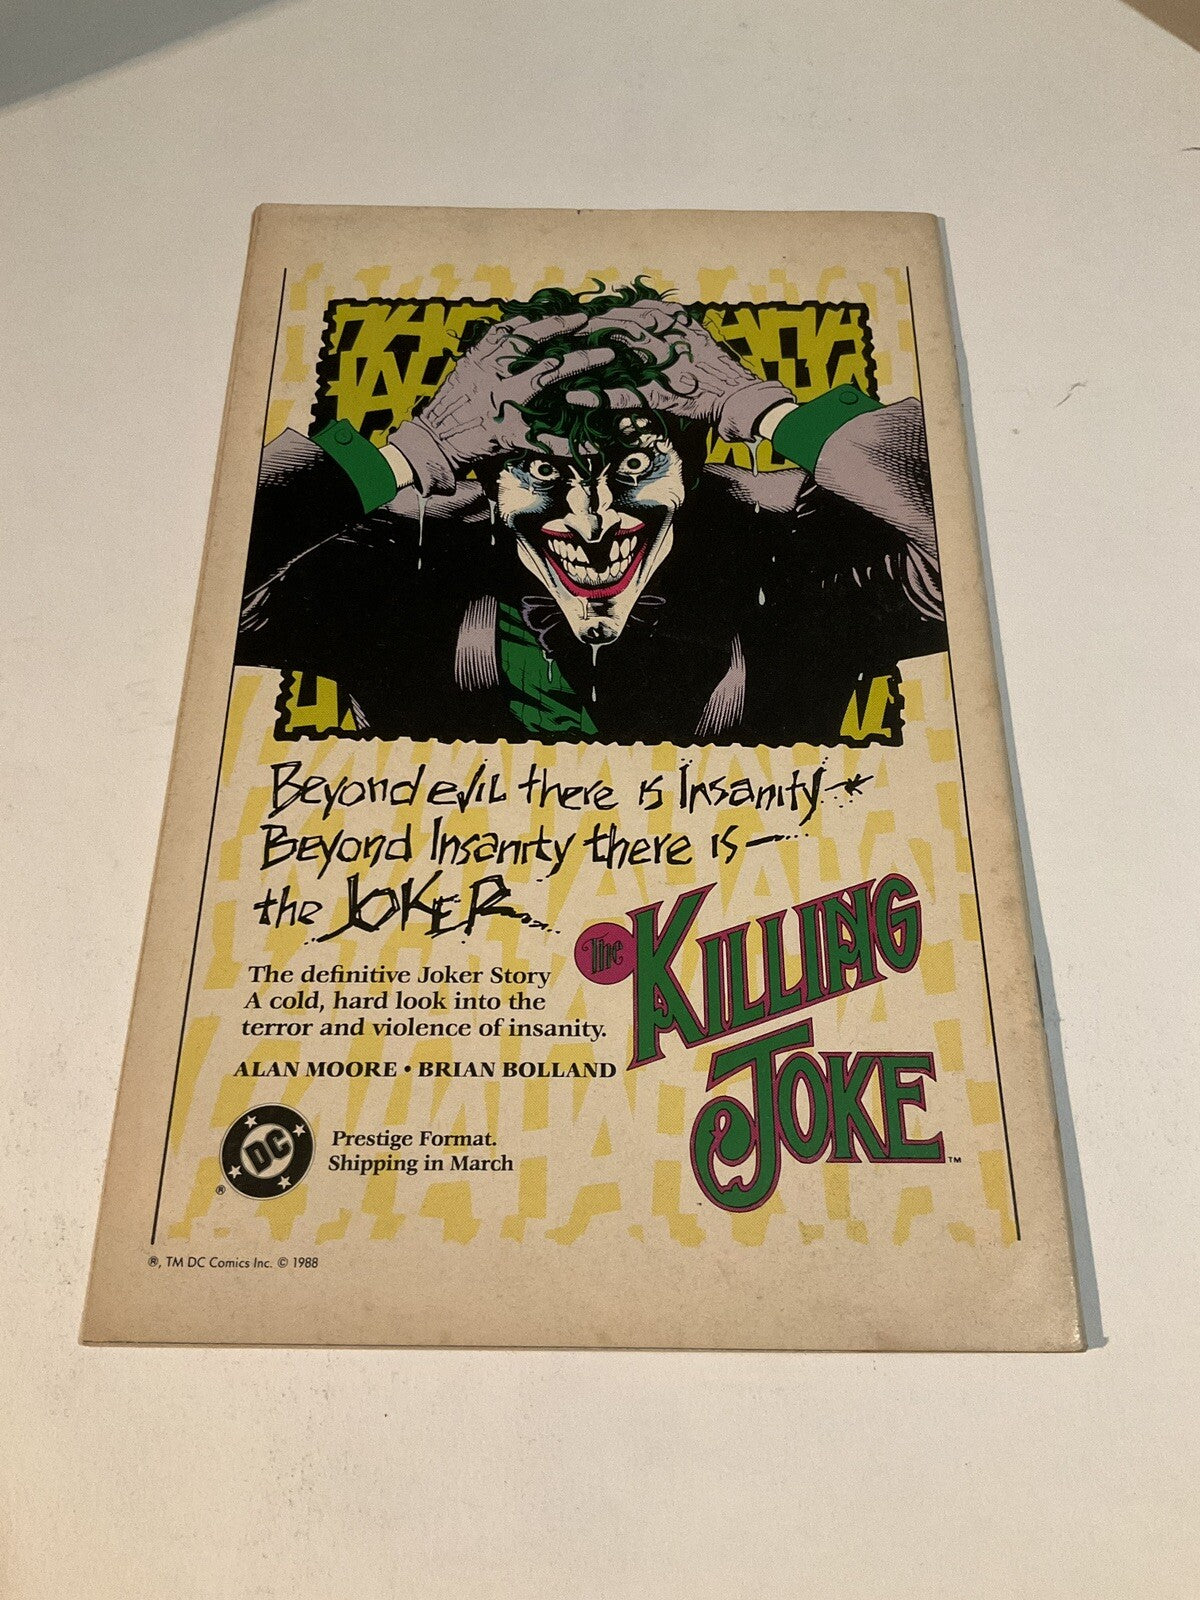 Beyond evil there is Insanity—
Beyond Insanity there is—
the JOKER
The KILLING
JOKE™
The definitive Joker Story
A cold, hard look into the
terror and violence of insanity.
ALAN MOORE • BRIAN BOLLAND
DC
®
Prestige Format.
Shipping in March
®, TM DC Comics Inc. © 1988